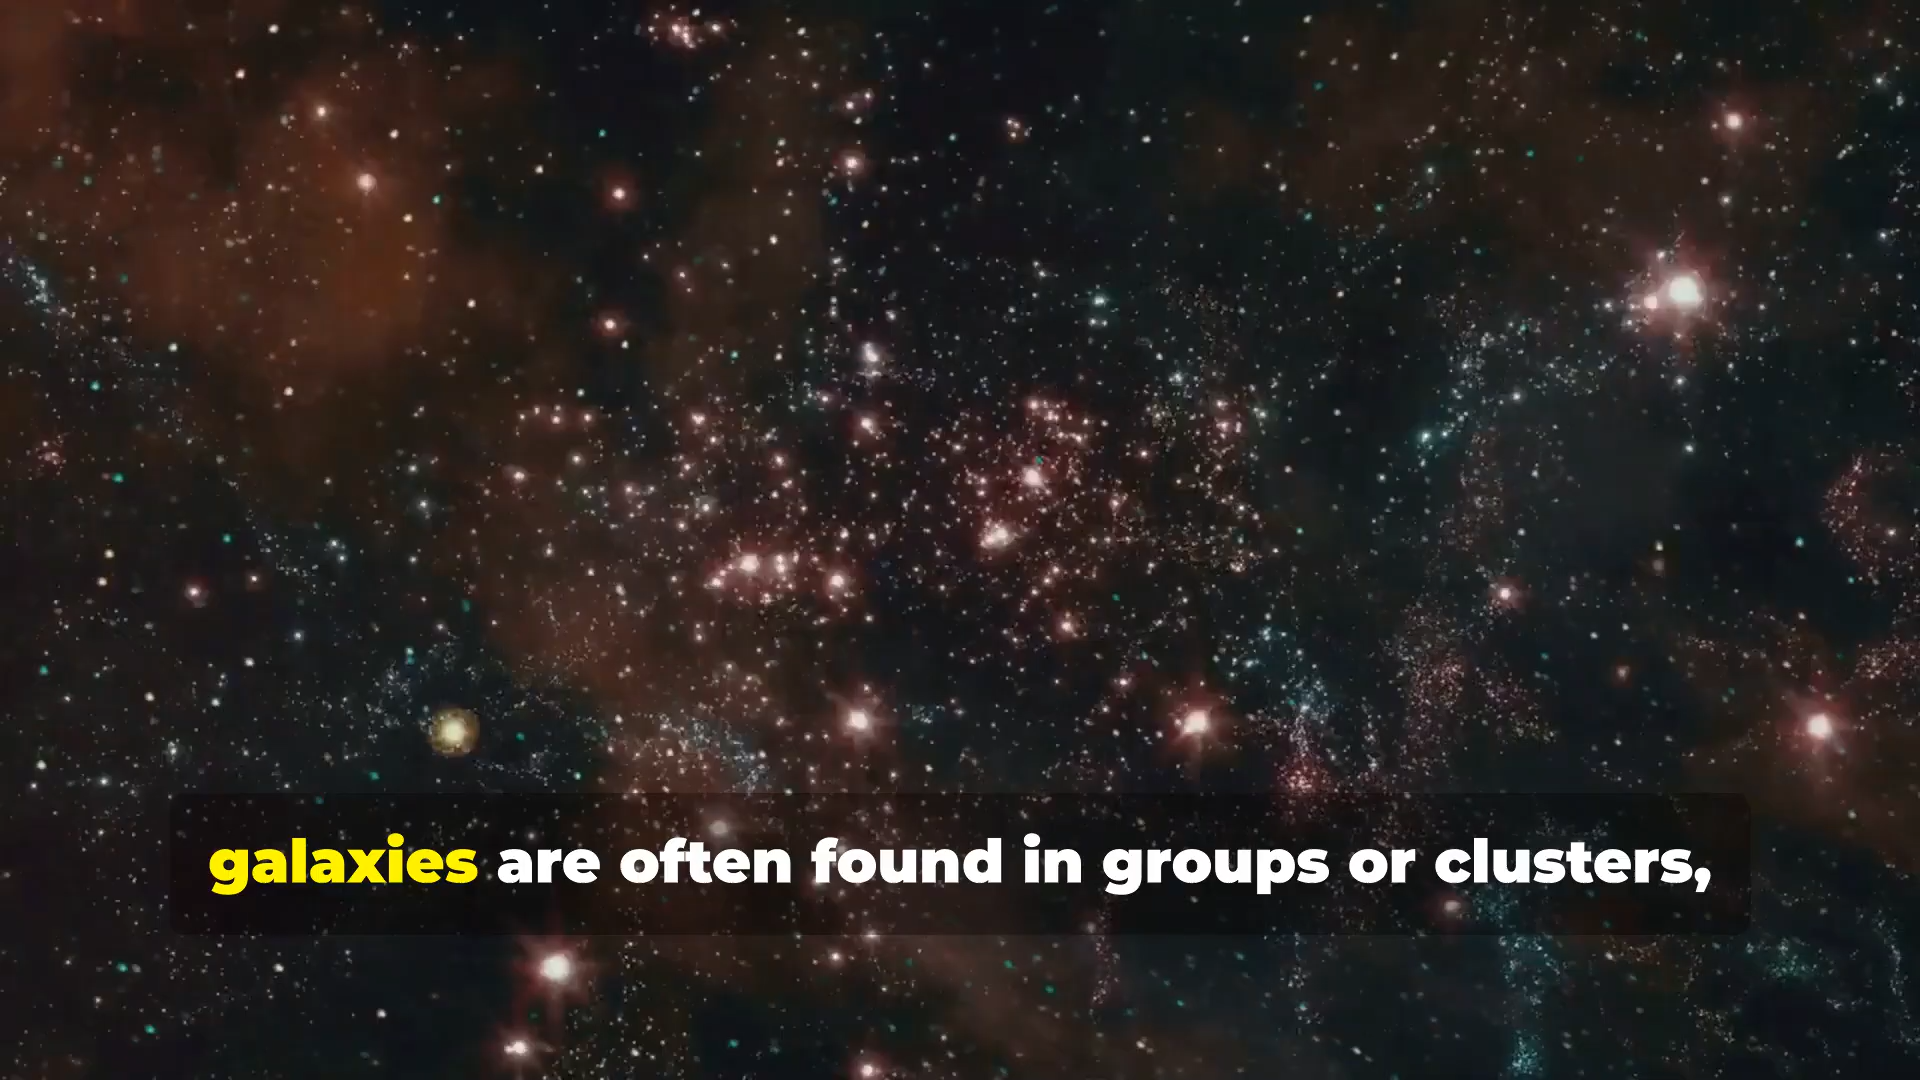 galaxies are often found in groups or clusters,